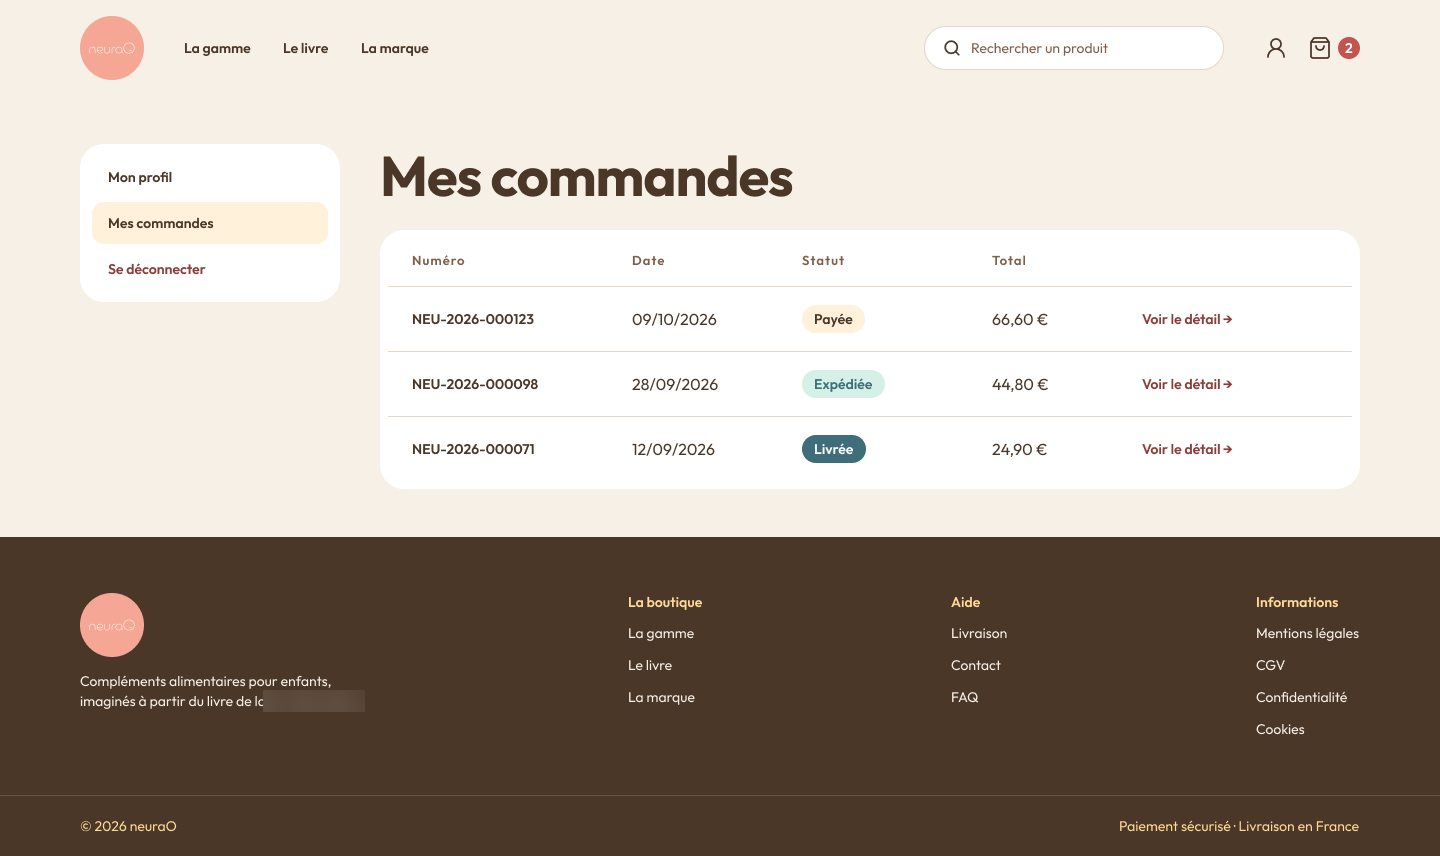 neuraO
La gamme
Le livre
La marque
Rechercher un produit
2
Mon profil
Mes commandes
Se déconnecter
Mes commandes
Numéro Date Statut Total
NEU-2026-000123 09/10/2026 Payée 66,60 € Voir le détail →
NEU-2026-000098 28/09/2026 Expédiée 44,80 € Voir le détail →
NEU-2026-000071 12/09/2026 Livrée 24,90 € Voir le détail →
neuraO
Compléments alimentaires pour enfants,
imaginés à partir du livre de
La boutique
La gamme
Le livre
La marque
Aide
Livraison
Contact
FAQ
Informations
Mentions légales
CGV
Confidentialité
Cookies
© 2026 neuraO
Paiement sécurisé · Livraison en France